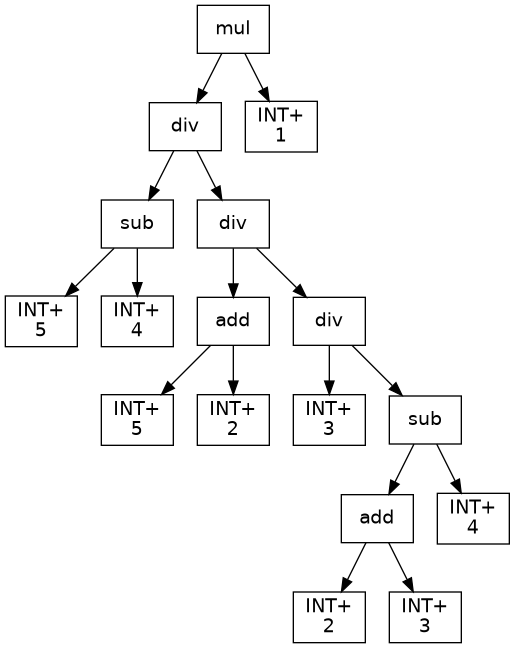 mul
div
INT+
1
sub
div
INT+
5
INT+
4
add
div
INT+
5
INT+
2
INT+
3
sub
add
INT+
4
INT+
2
INT+
3